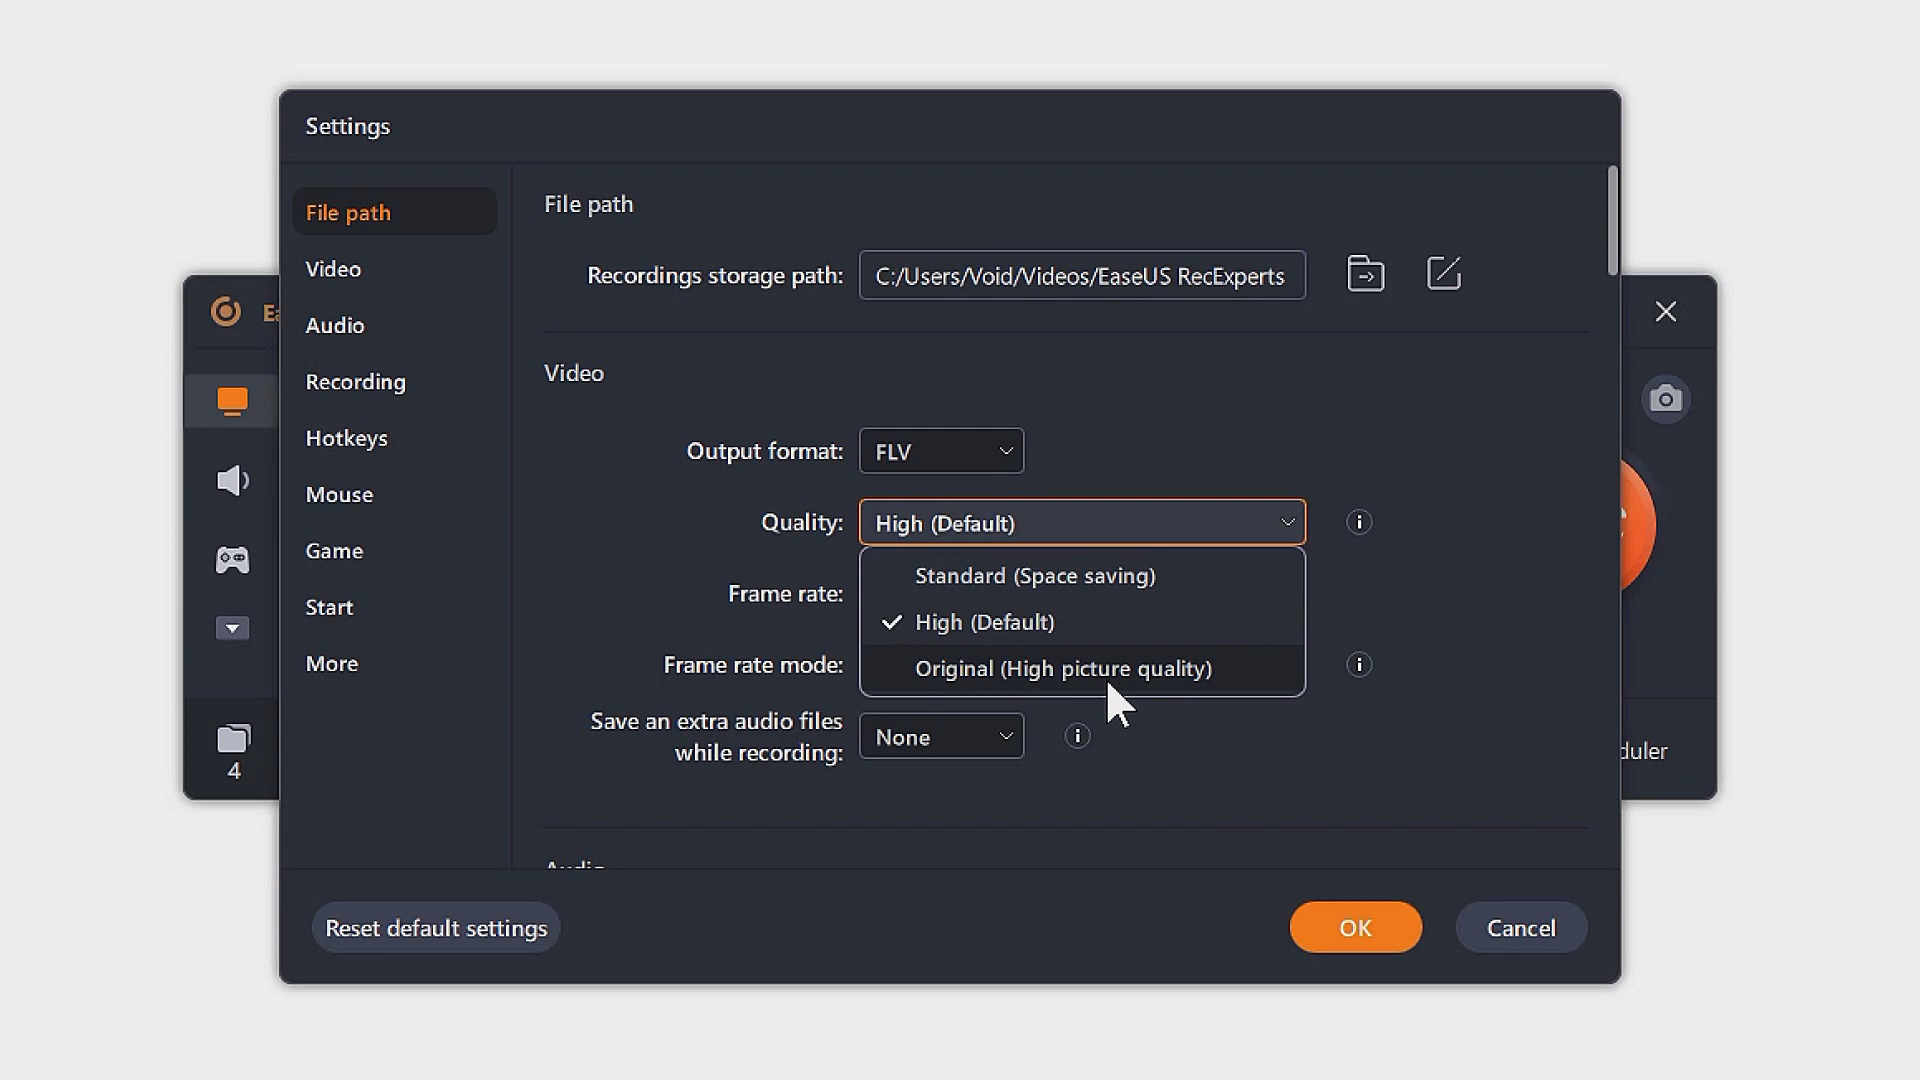 Settings
File path
Video
Audio
Recording
Hotkeys
Mouse
Game
Start
More
4
File path
Recordings storage path: C:/Users/Void/Videos/EaseUS RecExperts
Video
Output format: FLV
Quality: High (Default)
Standard (Space saving)
Frame rate:
High (Default)
Frame rate mode: Original (High picture quality)
Save an extra audio files
while recording: None
Reset default settings
OK
Cancel